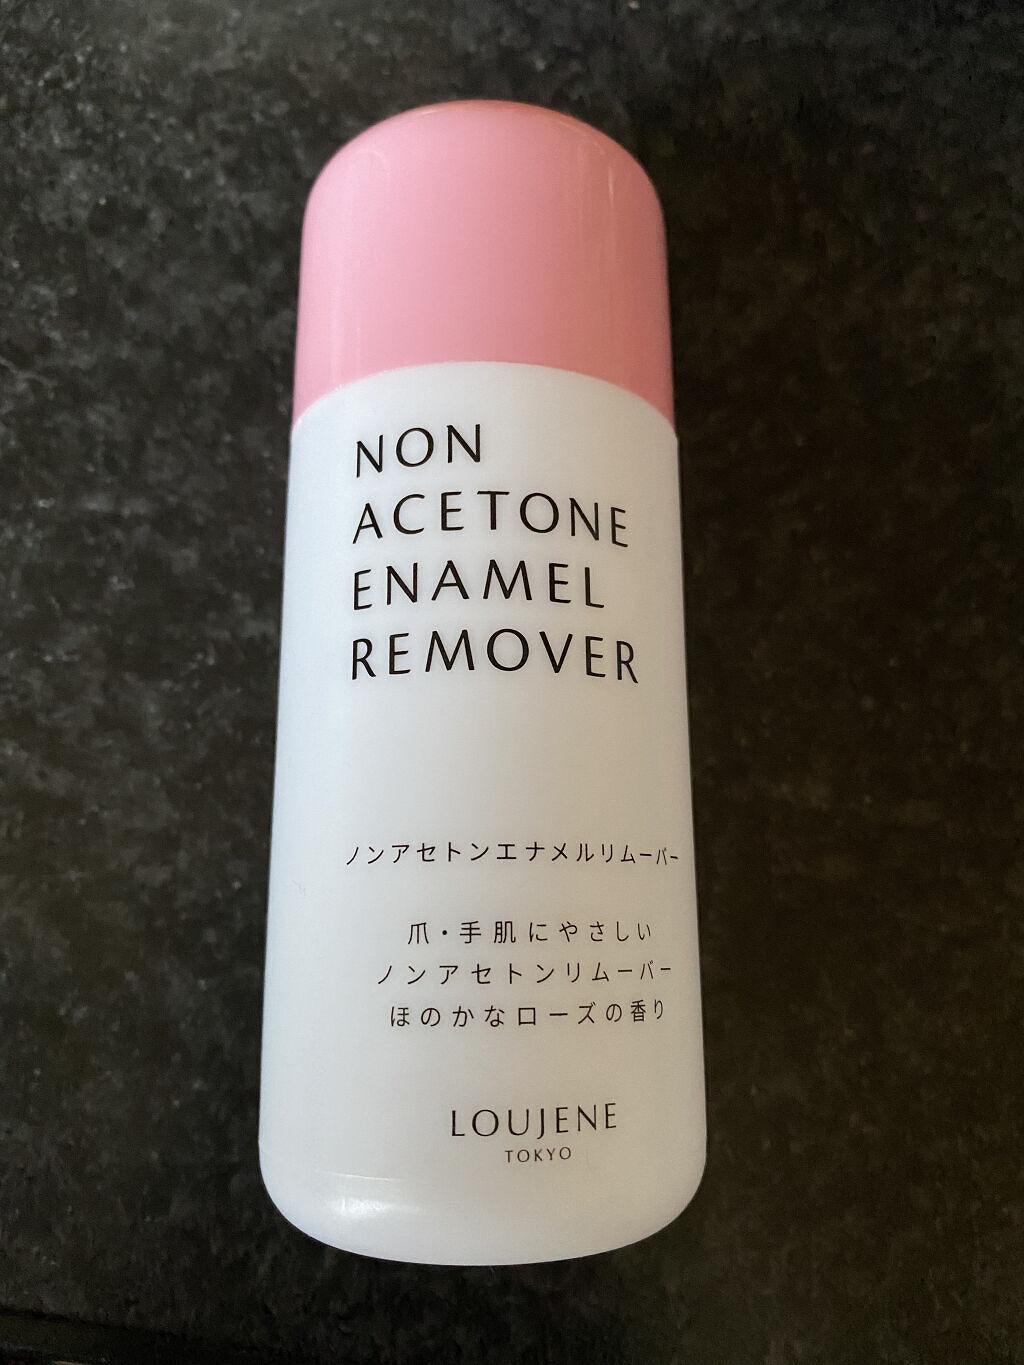 NON
ACETONE
ENAMEL
REMOVER
ノンアセトンエナメルリムーバー
爪・手肌にやさしい
ノンアセトンリムーバー
ほのかなローズの香り
LOUJENE
TOKYO